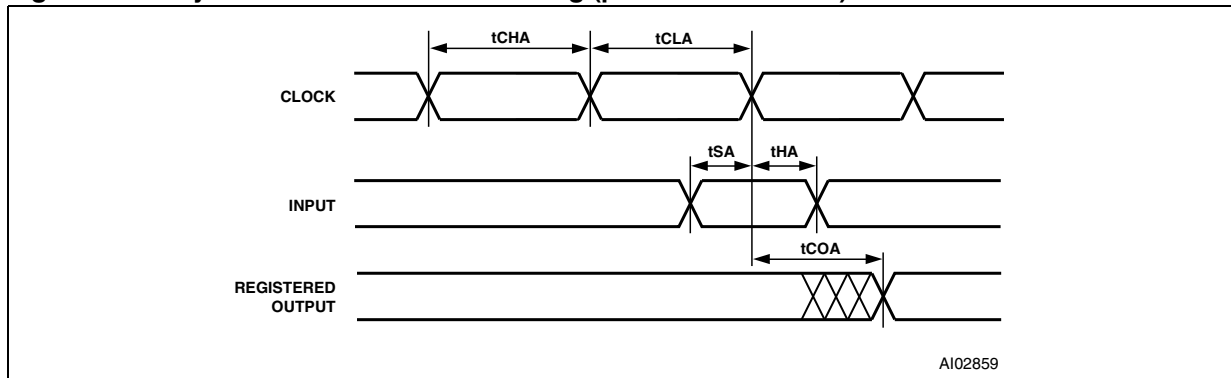 tCHA
tCLA
CLOCK
tSA
tHA
INPUT
tCOA
REGISTERED
OUTPUT
AI02859